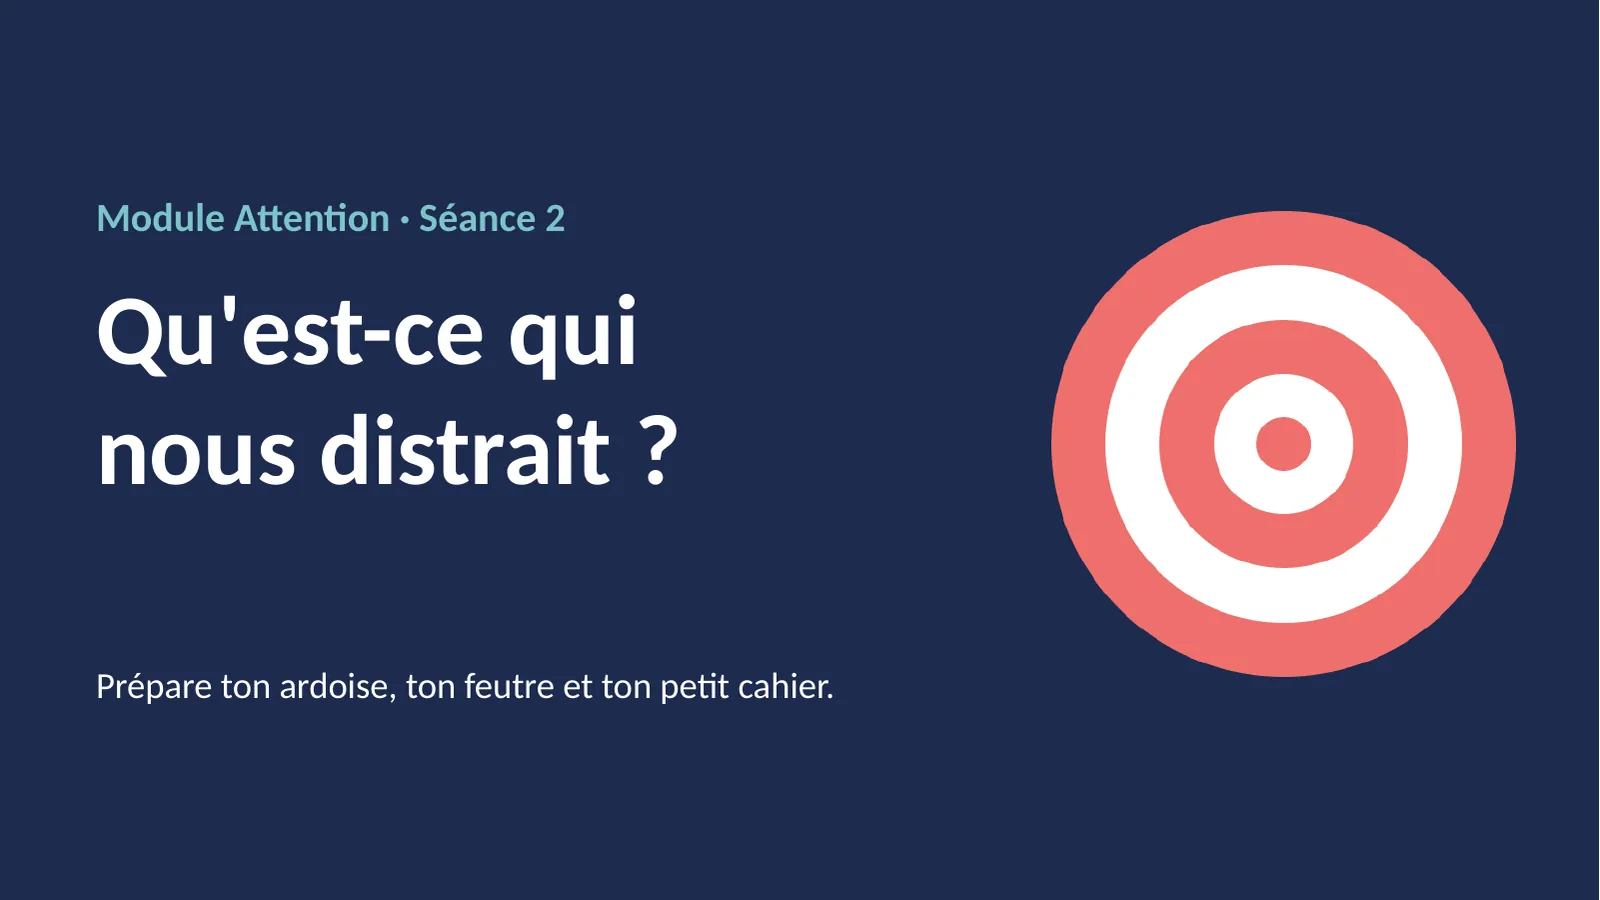 Module Attention · Séance 2
Qu'est-ce qui
nous distrait ?
Prépare ton ardoise, ton feutre et ton petit cahier.